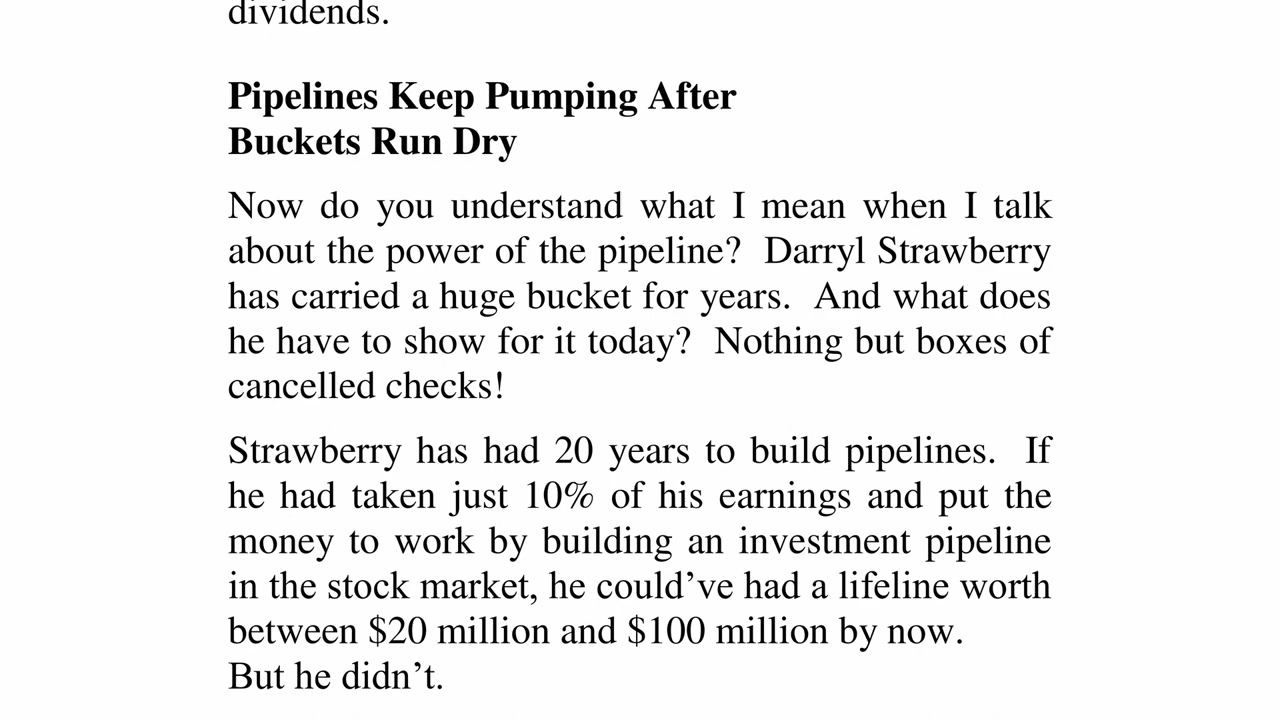 dividends.
Pipelines Keep Pumping After
Buckets Run Dry
Now do you understand what I mean when I talk
about the power of the pipeline?  Darryl Strawberry
has carried a huge bucket for years.  And what does
he have to show for it today?  Nothing but boxes of
cancelled checks!
Strawberry has had 20 years to build pipelines.  If
he had taken just 10% of his earnings and put the
money to work by building an investment pipeline
in the stock market, he could’ve had a lifeline worth
between $20 million and $100 million by now.
But he didn’t.